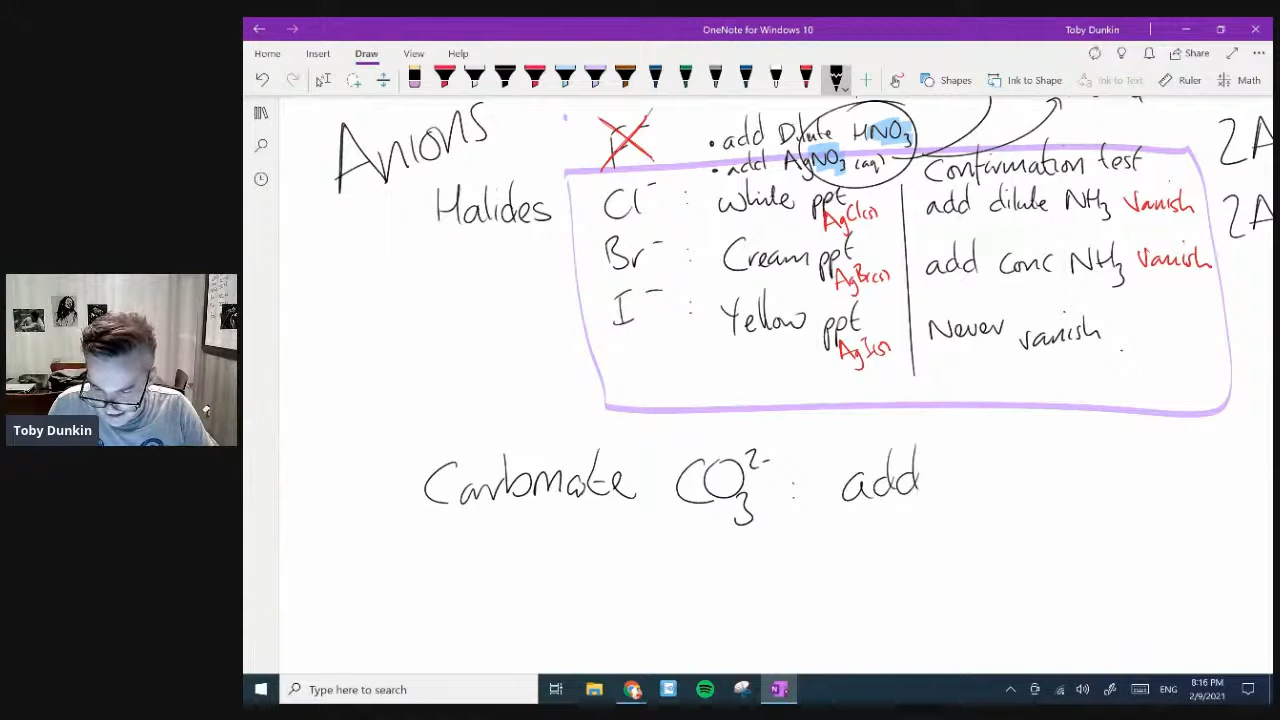 OneNote for Windows 10
Toby Dunkin
Home Insert Draw View Help
Share
Shapes Ink to Shape Ink to Text Ruler Math
Anions
Halides
F⁻
• add Dilute HNO3
• add AgNO3 (aq)
Confirmation test
Cl⁻ : white ppt AgCl(s) add dilute NH3 vanish
Br⁻ : Cream ppt AgBr(s) add conc NH3 vanish
I⁻ : Yellow ppt AgI(s) Never vanish.
2A
2A
Carbonate CO3²⁻ : add
Toby Dunkin
Type here to search
ENG
8:16 PM
2/9/2021